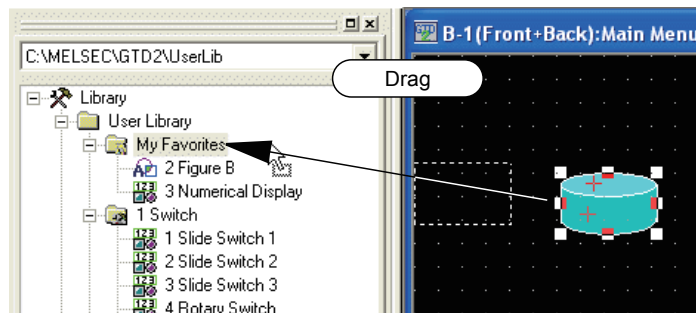 C:\MELSEC\GTD2\UserLib
Library
User Library
My Favorites
2 Figure B
3 Numerical Display
1 Switch
1 Slide Switch 1
2 Slide Switch 2
3 Slide Switch 3
4 Rotary Switch
Drag
B-1(Front+Back):Main Menu